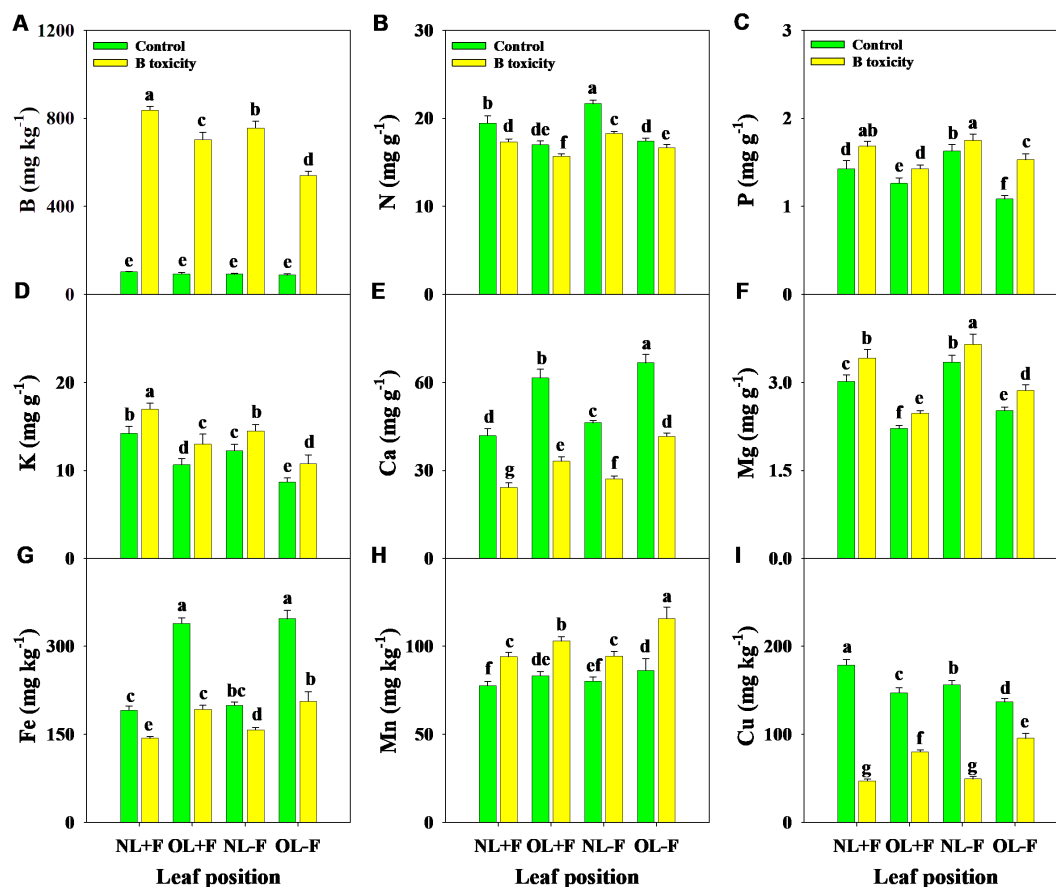 A
B
C
1200
800
400
0
B (mg kg-1)
Control
B toxicity
a
c
b
d
e
e
e
e
30
20
10
0
N (mg g-1)
Control
B toxicity
b
d
de
f
a
c
d
e
3
2
1
0
P (mg g-1)
Control
B toxicity
d
ab
e
d
b
a
f
c
D
E
F
20
10
0
K (mg g-1)
b
a
d
c
c
b
e
d
60
30
0
Ca (mg g-1)
d
g
b
e
c
f
a
d
3.0
1.5
0.0
Mg (mg g-1)
c
b
f
e
b
a
e
d
G
H
I
300
150
0
Fe (mg kg-1)
c
e
a
c
bc
d
a
b
100
50
0
Mn (mg kg-1)
f
c
de
b
ef
c
d
a
200
100
0
Cu (mg kg-1)
a
g
c
f
b
g
d
e
NL+F OL+F NL-F OL-F
NL+F OL+F NL-F OL-F
NL+F OL+F NL-F OL-F
Leaf position
Leaf position
Leaf position